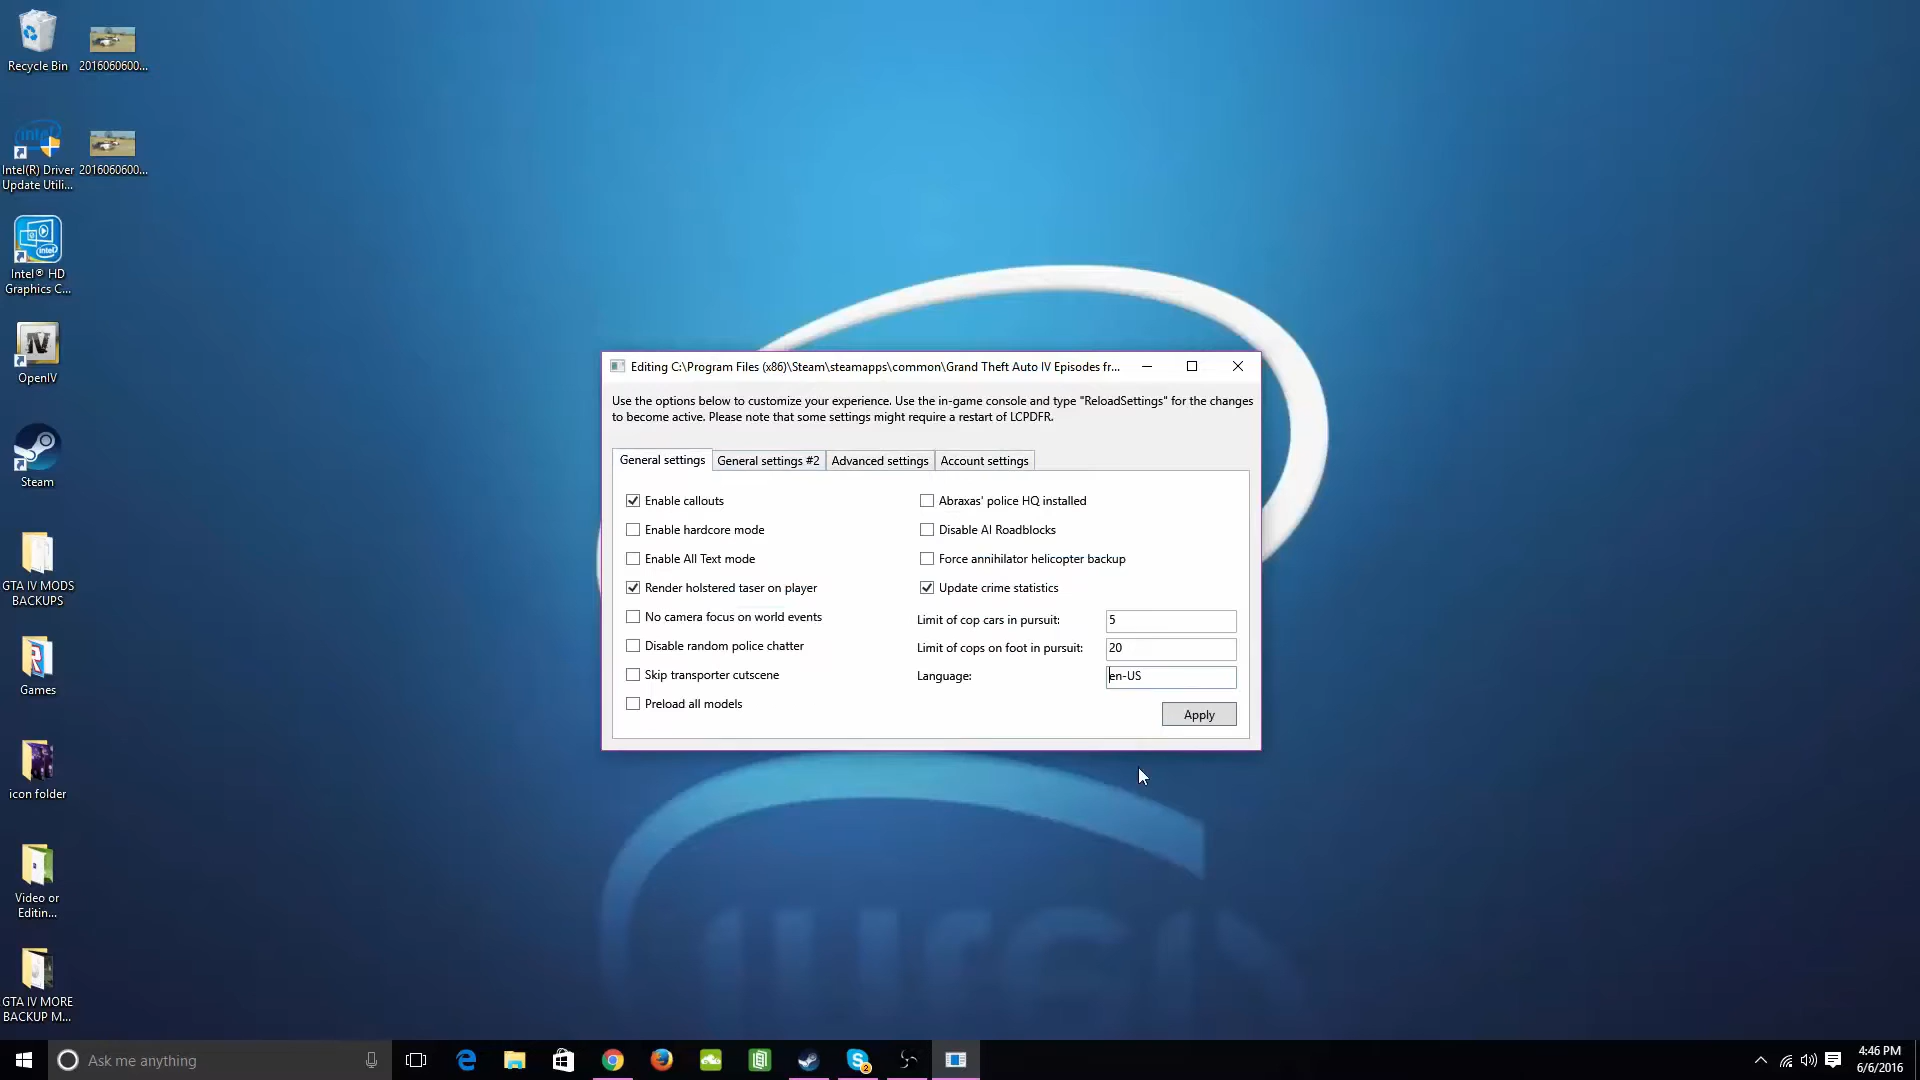 Recycle Bin
2016060600...
Intel(R) Driver
Update Utili...
2016060600...
Intel® HD
Graphics C...
OpenIV
Steam
GTA IV MODS
BACKUPS
Games
icon folder
Video or
Editin...
GTA IV MORE
BACKUP M...
Editing C:\Program Files (x86)\Steam\steamapps\common\Grand Theft Auto IV Episodes fr...
Use the options below to customize your experience. Use the in-game console and type "ReloadSettings" for the changes
to become active. Please note that some settings might require a restart of LCPDFR.
General settings
General settings #2
Advanced settings
Account settings
Enable callouts
Enable hardcore mode
Enable All Text mode
Render holstered taser on player
No camera focus on world events
Disable random police chatter
Skip transporter cutscene
Preload all models
Abraxas' police HQ installed
Disable AI Roadblocks
Force annihilator helicopter backup
Update crime statistics
Limit of cop cars in pursuit: 5
Limit of cops on foot in pursuit: 20
Language: en-US
Apply
Ask me anything
2
4:46 PM
6/6/2016